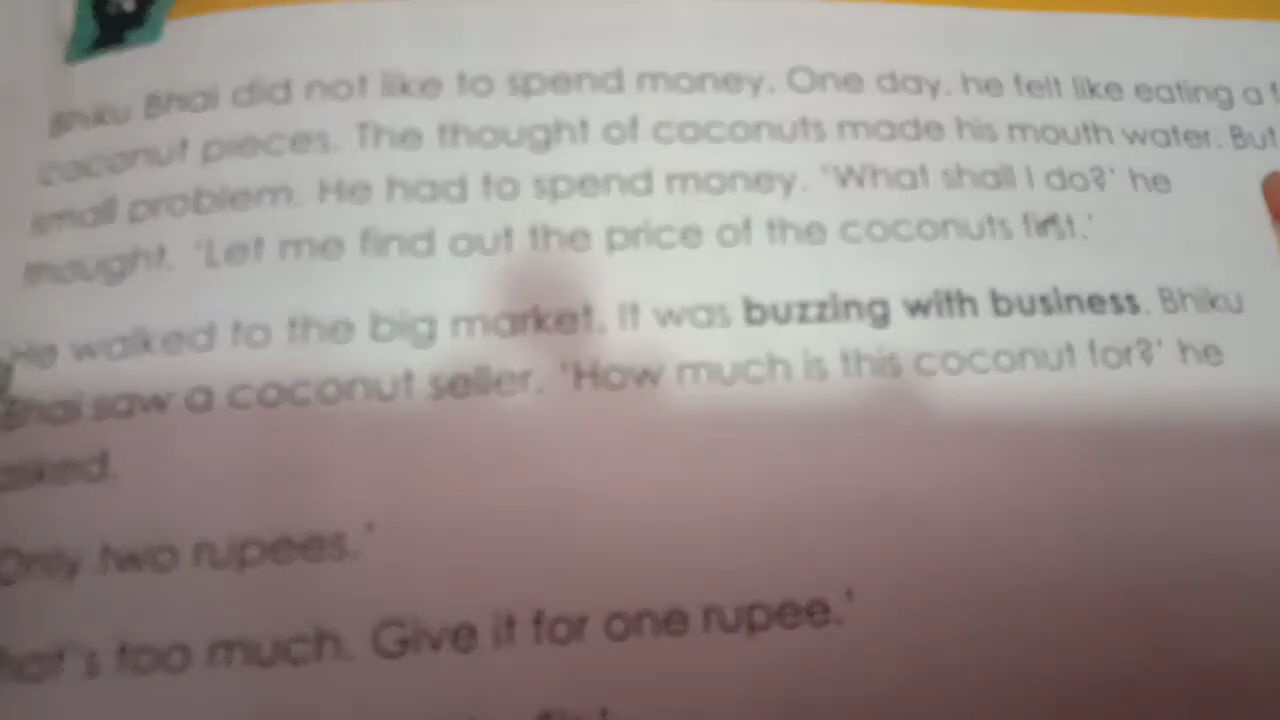 Bhiku Bhai did not like to spend money. One day, he felt like eating a
coconut pieces. The thought of coconuts made his mouth water. But
small problem. He had to spend money. 'What shall I do?' he
thought. 'Let me find out the price of the coconuts first.'
He walked to the big market. It was buzzing with business. Bhiku
Bhai saw a coconut seller. 'How much is this coconut for?' he
asked.
Only two rupees.'
hat's too much. Give it for one rupee.'